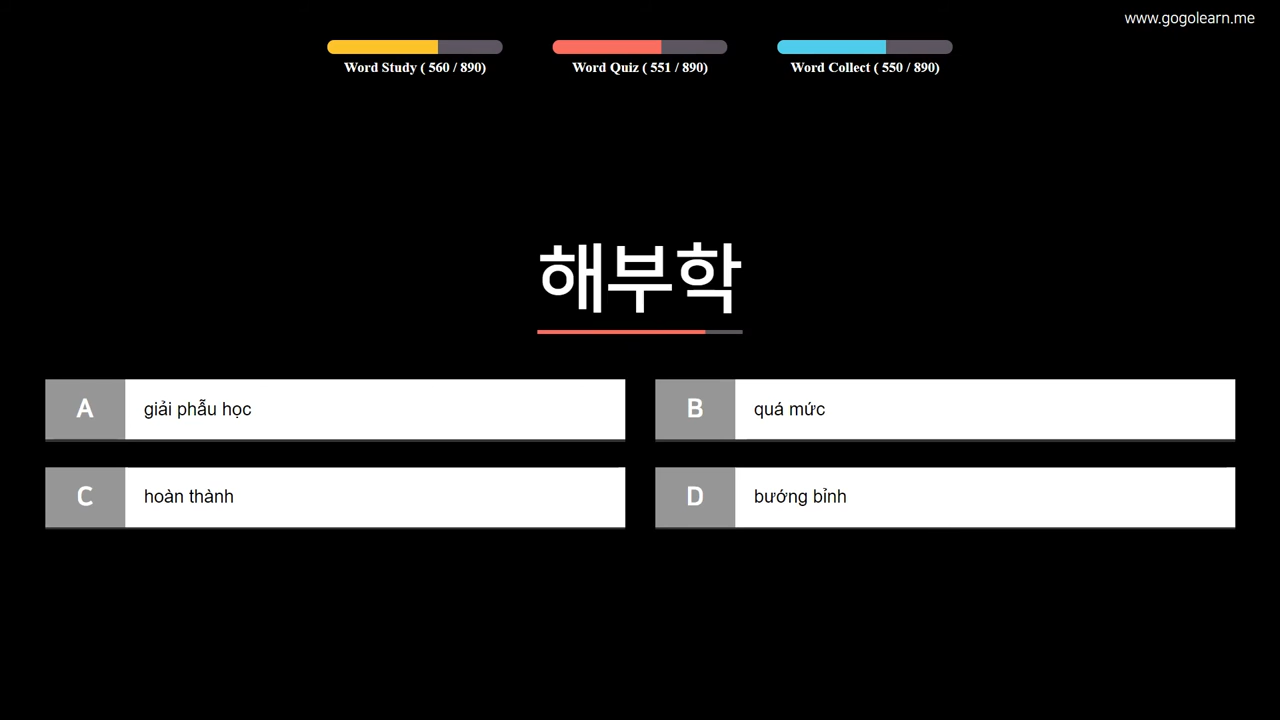 www.gogolearn.me
Word Study ( 560 / 890)
Word Quiz ( 551 / 890)
Word Collect ( 550 / 890)
해부학
A giải phẫu học
B quá mức
C hoàn thành
D bướng bỉnh